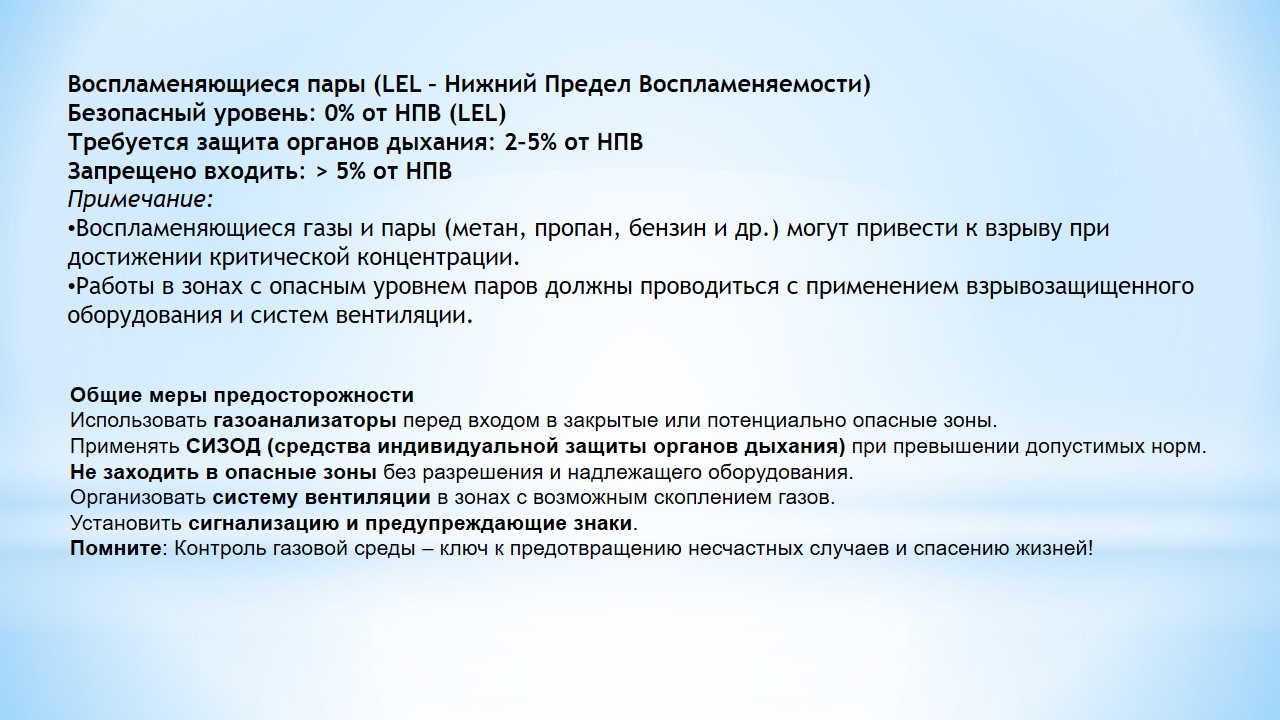 Воспламеняющиеся пары (LEL – Нижний Предел Воспламеняемости)
Безопасный уровень: 0% от НПВ (LEL)
Требуется защита органов дыхания: 2–5% от НПВ
Запрещено входить: > 5% от НПВ
Примечание:
•Воспламеняющиеся газы и пары (метан, пропан, бензин и др.) могут привести к взрыву при
достижении критической концентрации.
•Работы в зонах с опасным уровнем паров должны проводиться с применением взрывозащищенного
оборудования и систем вентиляции.
Общие меры предосторожности
Использовать газоанализаторы перед входом в закрытые или потенциально опасные зоны.
Применять СИЗОД (средства индивидуальной защиты органов дыхания) при превышении допустимых норм.
Не заходить в опасные зоны без разрешения и надлежащего оборудования.
Организовать систему вентиляции в зонах с возможным скоплением газов.
Установить сигнализацию и предупреждающие знаки.
Помните: Контроль газовой среды – ключ к предотвращению несчастных случаев и спасению жизней!